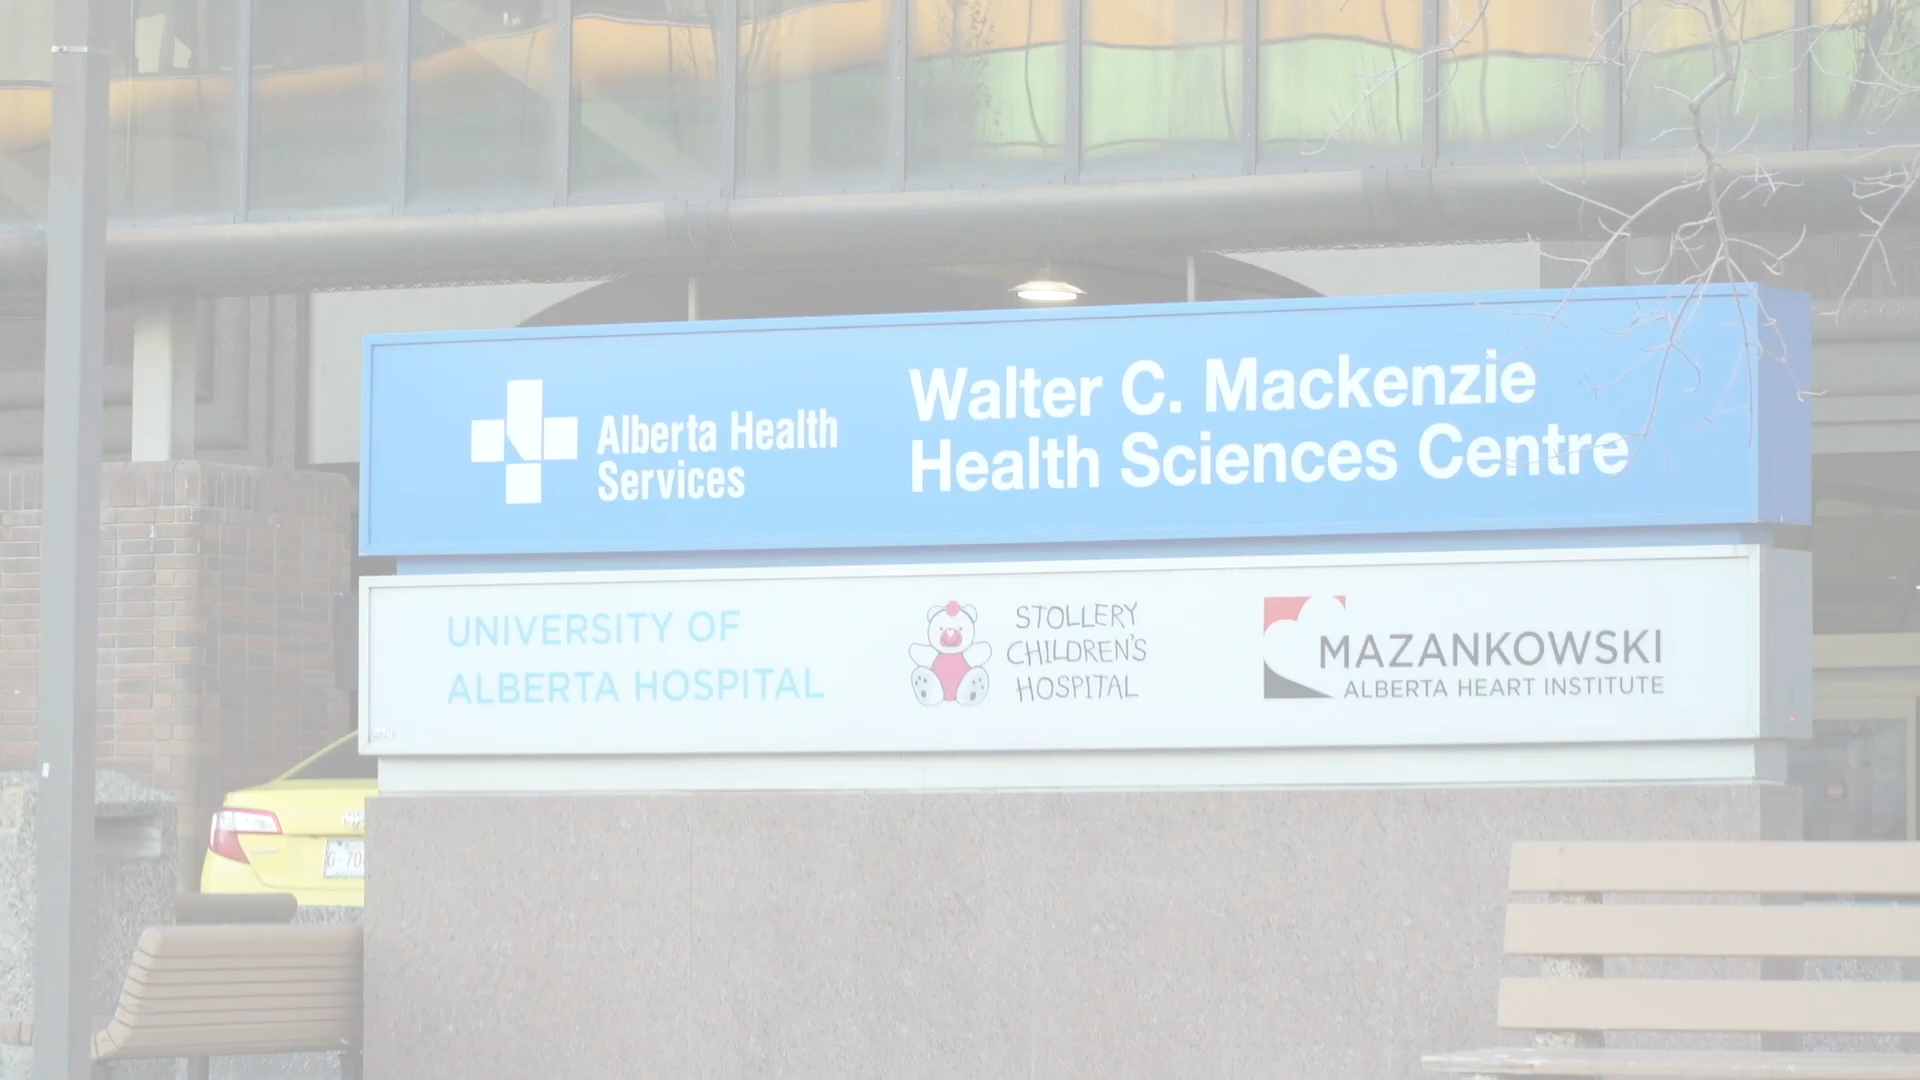 Alberta Health
Services
Walter C. Mackenzie
Health Sciences Centre
UNIVERSITY OF
ALBERTA HOSPITAL
STOLLERY
CHILDREN'S
HOSPITAL
MAZANKOWSKI
ALBERTA HEART INSTITUTE
G-70